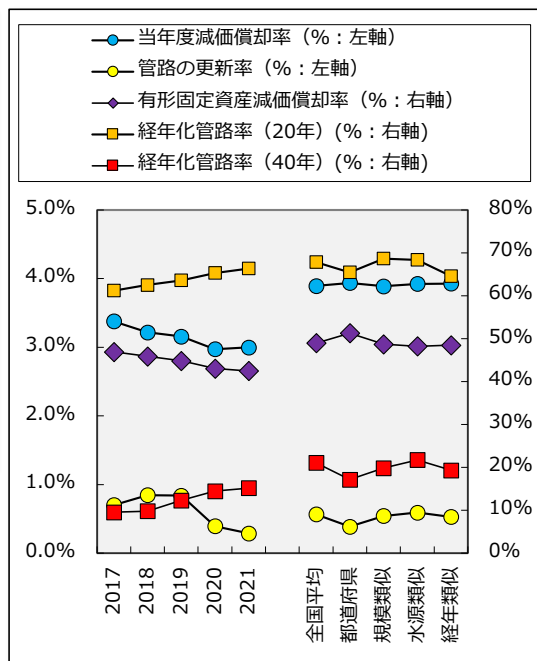 当年度減価償却率（%：左軸）
管路の更新率（%：左軸）
有形固定資産減価償却率（%：右軸）
経年化管路率（20年）(%：右軸)
経年化管路率（40年）(%：右軸)
5.0%
4.0%
3.0%
2.0%
1.0%
0.0%
80%
70%
60%
50%
40%
30%
20%
10%
0%
2017
2018
2019
2020
2021
全国平均
都道府県
規模類似
水源類似
経年類似